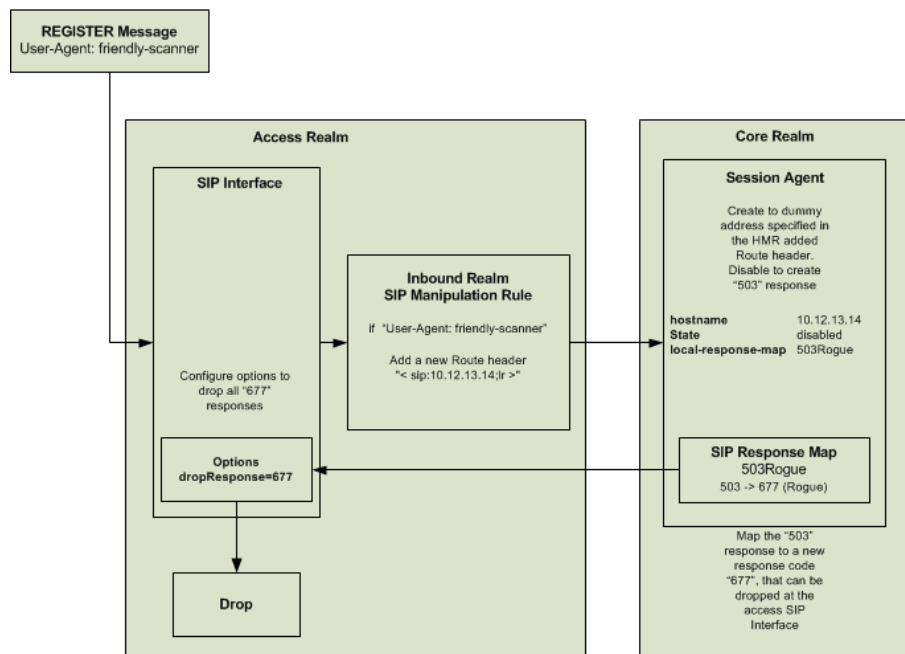 REGISTER Message
User-Agent: friendly-scanner
Access Realm
SIP Interface
Configure options to
drop all "677"
responses
Options
dropResponse=677
Drop
Inbound Realm
SIP Manipulation Rule
if "User-Agent: friendly-scanner"
Add a new Route header
"< sip:10.12.13.14;lr >"
Core Realm
Session Agent
Create to dummy
address specified in
the HMR added
Route header.
Disable to create
"503" response
hostname 10.12.13.14
State disabled
local-response-map 503Rogue
SIP Response Map
503Rogue
503 -> 677 (Rogue)
Map the "503"
response to a new
response code
"677", that can be
dropped at the
access SIP
Interface